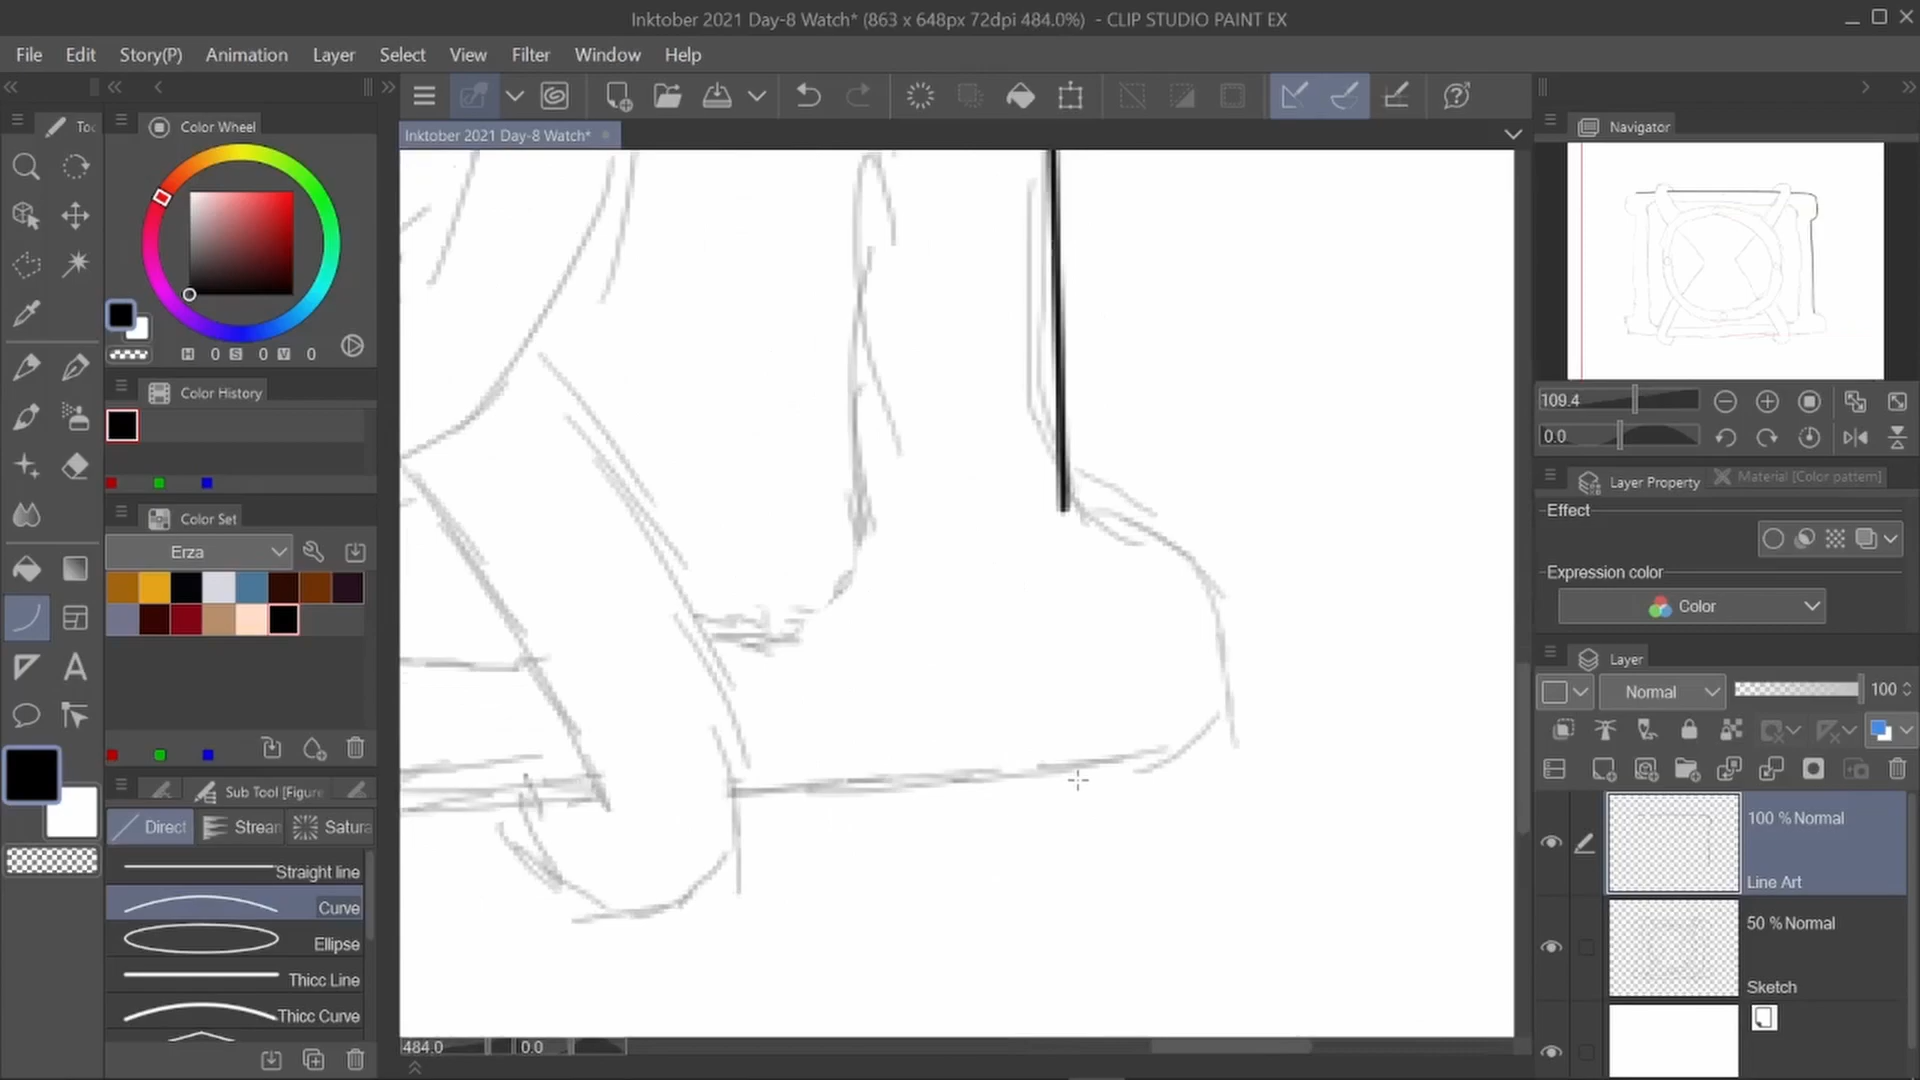 Inktober 2021 Day-8 Watch* (863 x 648px 72dpi 484.0%) - CLIP STUDIO PAINT EX
File Edit Story(P) Animation Layer Select View Filter Window Help
Inktober 2021 Day-8 Watch*
Toc
Color Wheel
H 0 S 0 V 0
Color History
Color Set
Erza
Sub Tool [Figure
Direct Strean Satura
Straight line
Curve
Ellipse
Thicc Line
Thicc Curve
484.0 0.0
Navigator
109.4
0.0
Layer Property Material [Color pattern]
Effect
Expression color
Color
Layer
Normal 100
100 % Normal
Line Art
50 % Normal
Sketch